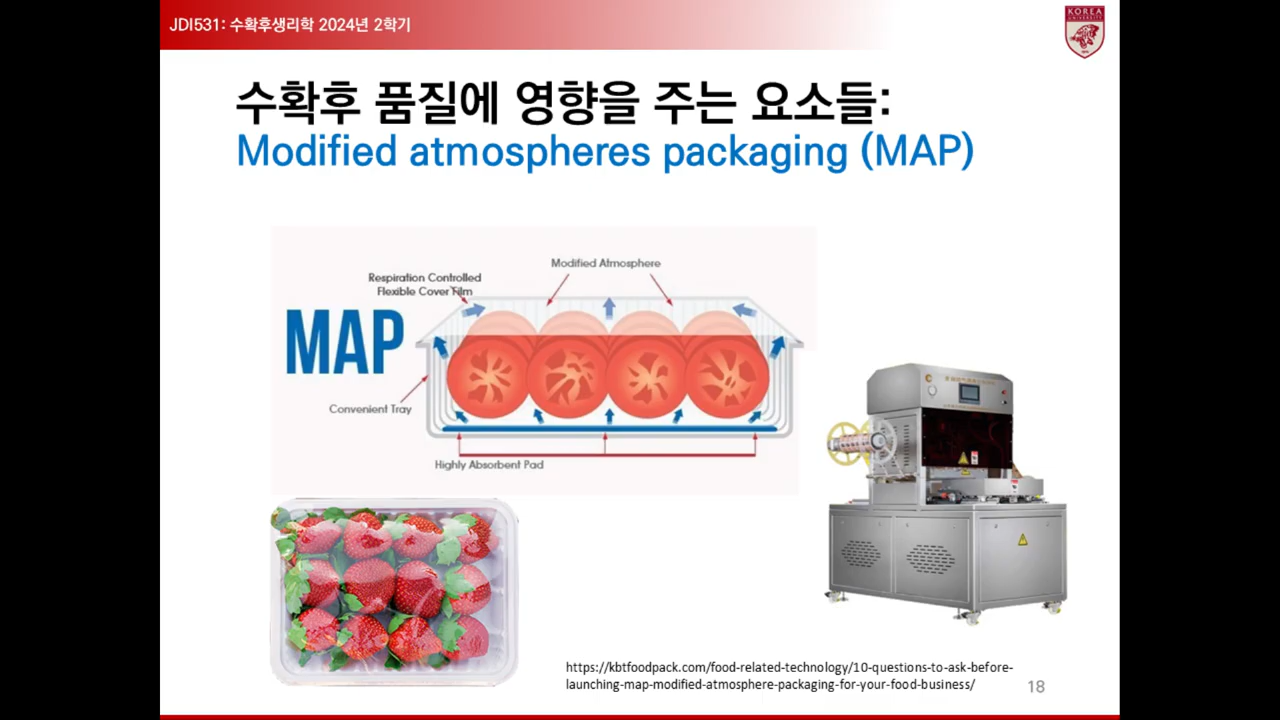 JDI531: 수확후생리학 2024년 2학기
KOREA
UNIVERSITY
수확후 품질에 영향을 주는 요소들:
Modified atmospheres packaging (MAP)
Modified Atmosphere
Respiration Controlled
Flexible Cover Film
MAP
Convenient Tray
Highly Absorbent Pad
https://kbtfoodpack.com/food-related-technology/10-questions-to-ask-before-
launching-map-modified-atmosphere-packaging-for-your-food-business/
18